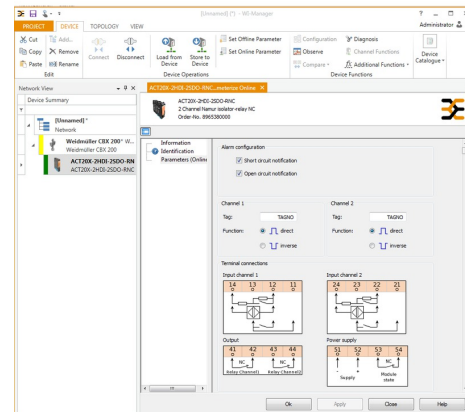 [Unnamed] (*) - WI-Manager
PROJECT DEVICE TOPOLOGY VIEW
Administrator
Cut Add...
Copy Remove
Paste Rename
Connect Disconnect
Load from Device Store to Device
Set Offline Parameter
Set Online Parameter
Configuration Diagnosis
Observe Channel Functions
Compare Additional Functions
Device Catalogue
Edit Device Operations Device Functions
Network View
ACT20X-2HDI-2SDO-RNC...meterize Online
Device Summary
[Unnamed]*
Network
Weidmüller CBX 200* W...
Weidmüller CBX 200
ACT20X-2HDI-2SDO-RN
ACT20X-2HDI-2SDO-RNC
ACT20X-2HDI-2SDO-RNC
2 Channel Namur isolator-relay NC
Order-No. 8965380000
Information
Identification
Parameters (Online
Alarm configuration
Short circuit notification
Open circuit notification
Channel 1
Tag: TAGNO
Function: direct
inverse
Channel 2
Tag: TAGNO
Function: direct
inverse
Terminal connections
Input channel 1
14 13 12 11
Input channel 2
24 23 22 21
Output
41 42 43 44
NC NC
Relay Channel1 Relay Channel2
Power supply
51 52 53 54
NC
- +
Supply Module state
Ok Apply Close Help